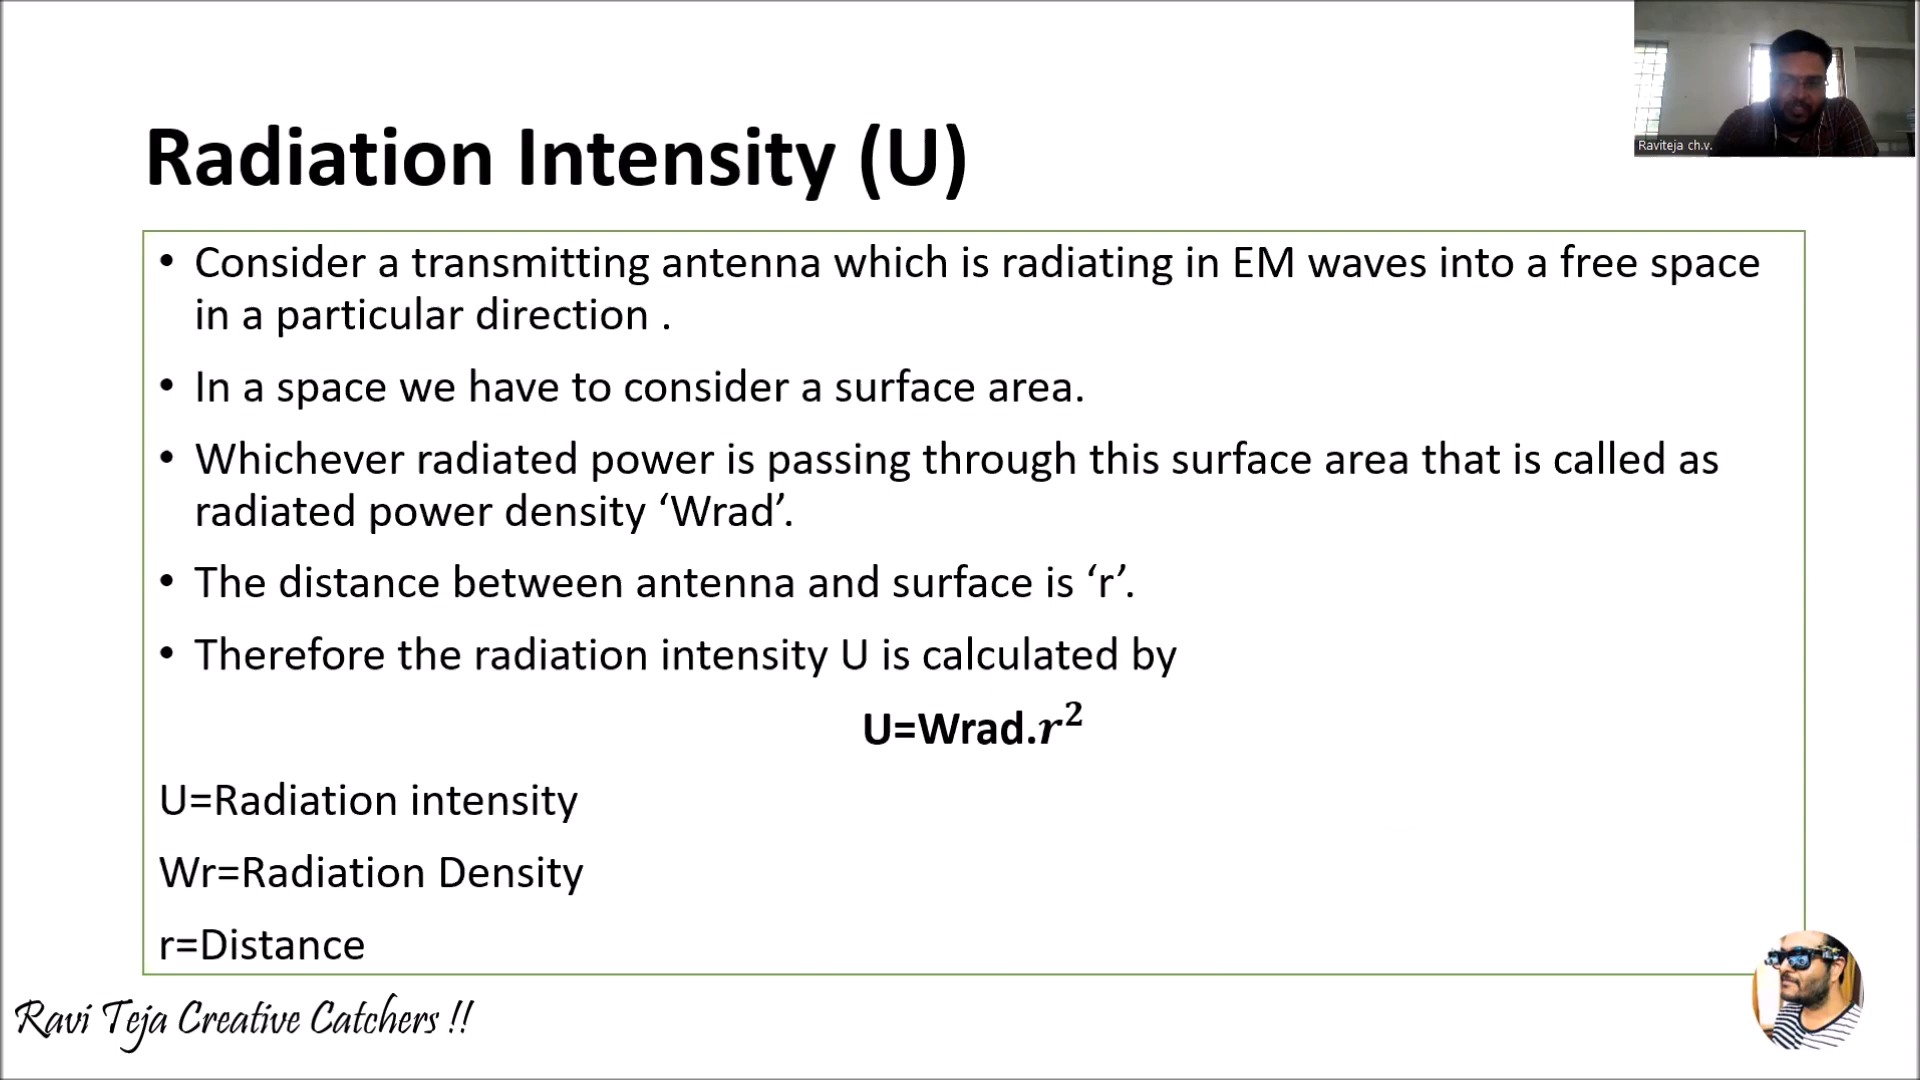 Raviteja ch.v.
Radiation Intensity (U)
• Consider a transmitting antenna which is radiating in EM waves into a free space
in a particular direction .
• In a space we have to consider a surface area.
• Whichever radiated power is passing through this surface area that is called as
radiated power density ‘Wrad’.
• The distance between antenna and surface is ‘r’.
• Therefore the radiation intensity U is calculated by
U=Wrad.r²
U=Radiation intensity
Wr=Radiation Density
r=Distance
Ravi Teja Creative Catchers !!